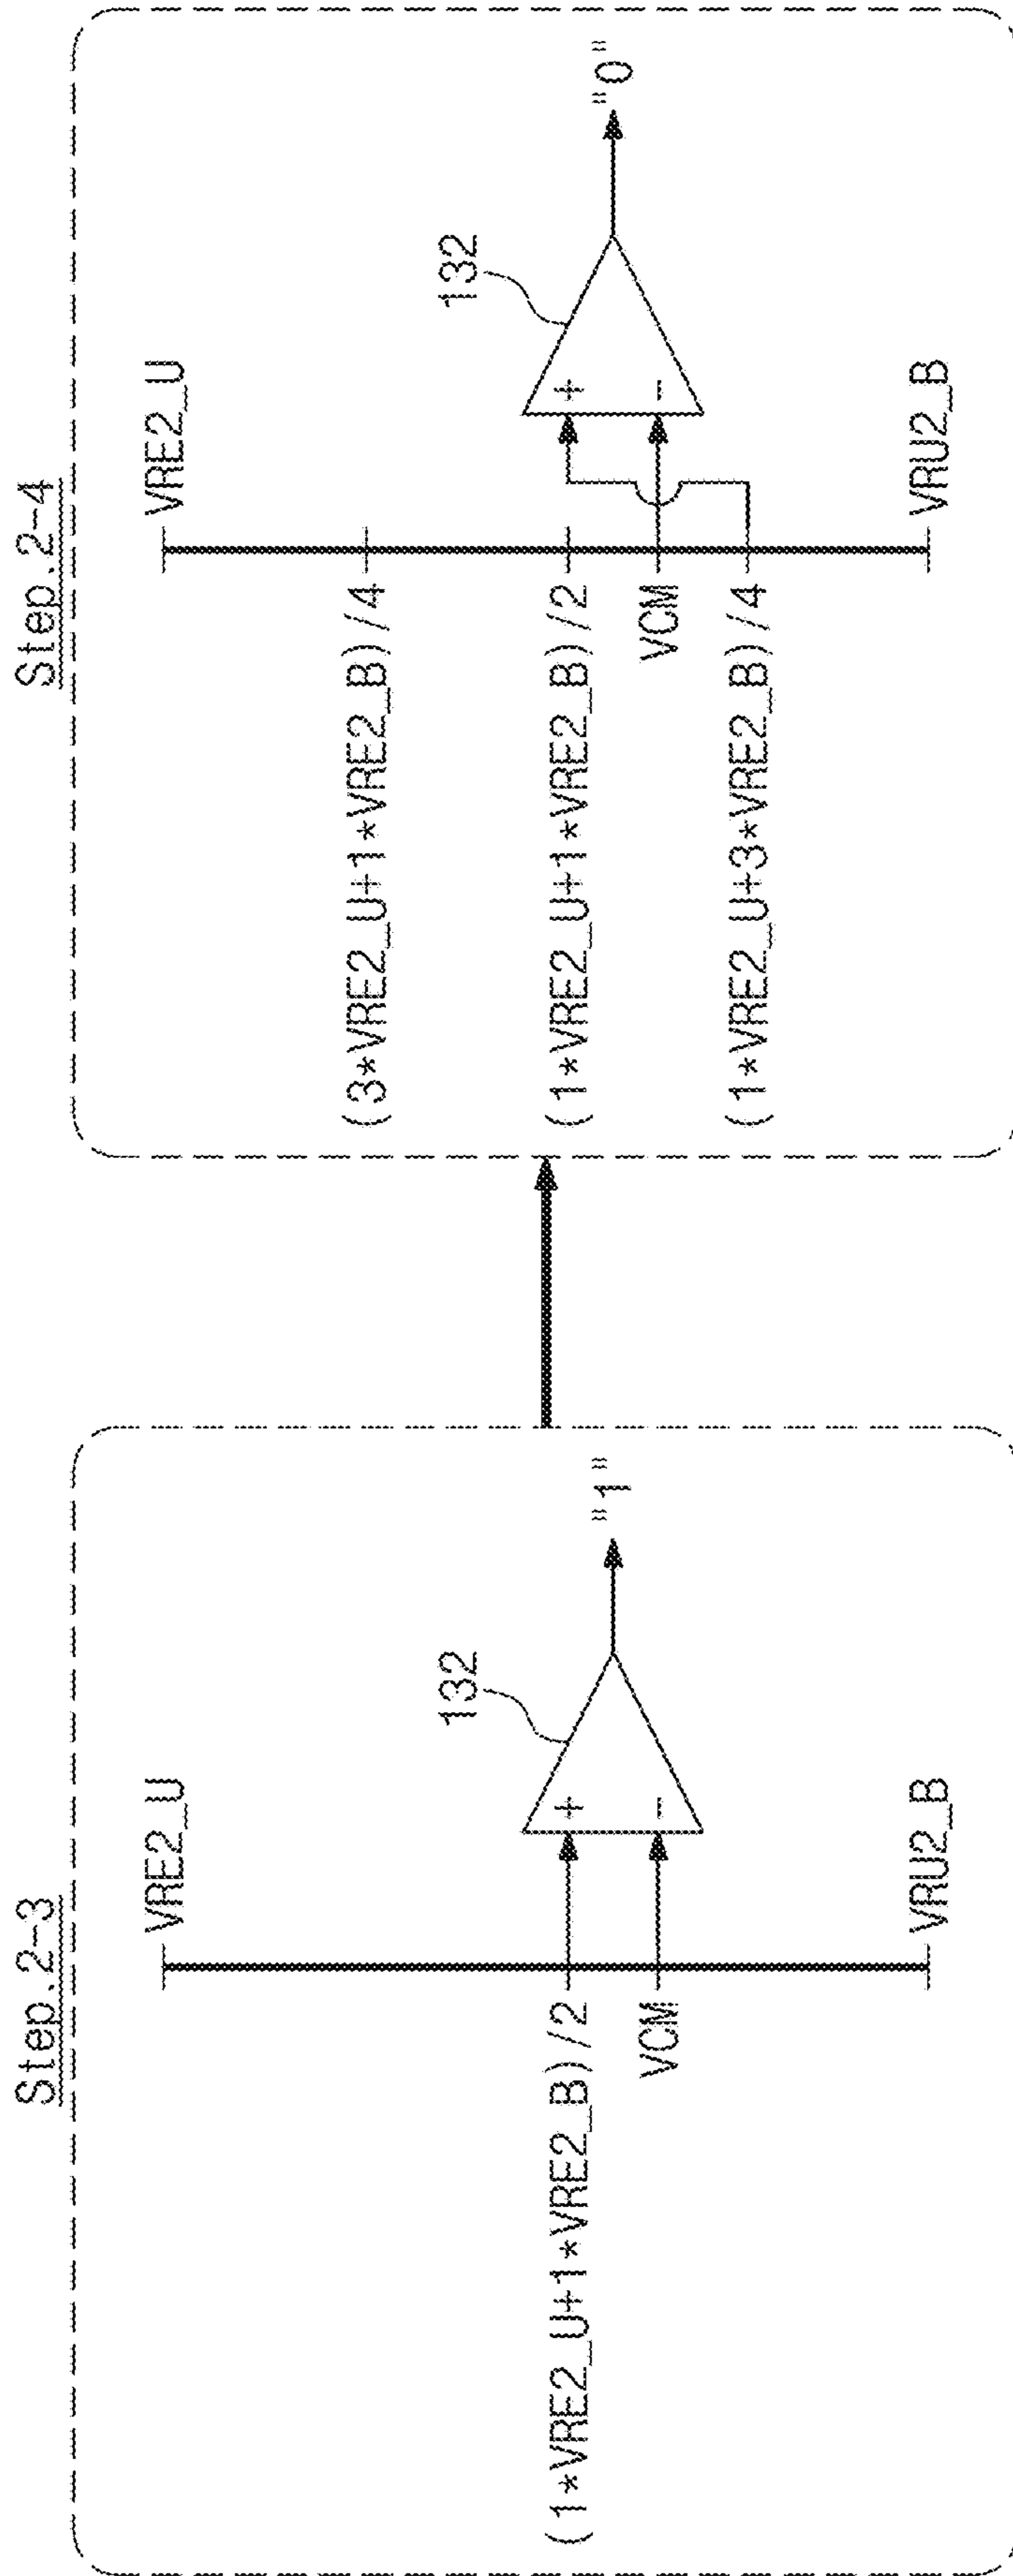 Step.2-3
VRE2_U
132
"1"
(1*VRE2_U+1*VRE2_B)/2
VCM
VRU2_B
Step.2-4
VRE2_U
(3*VRE2_U+1*VRE2_B)/4
132
"0"
(1*VRE2_U+1*VRE2_B)/2
VCM
(1*VRE2_U+3*VRE2_B)/4
VRU2_B